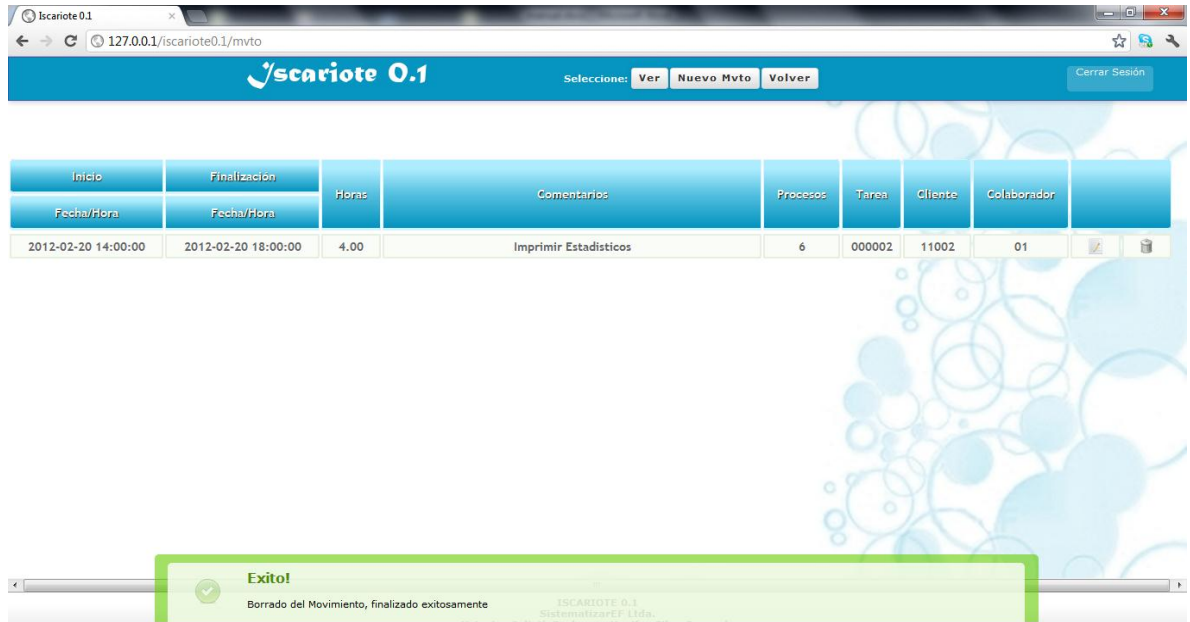 Iscariote 0.1
127.0.0.1/iscariote0.1/mvto
Iscariote 0.1
Seleccione: Ver Nuevo Mvto Volver
Cerrar Sesión
Inicio Finalización Horas Comentarios Procesos Tarea Cliente Colaborador
Fecha/Hora Fecha/Hora
2012-02-20 14:00:00 2012-02-20 18:00:00 4.00 Imprimir Estadisticos 6 000002 11002 01
Exito!
Borrado del Movimiento, finalizado exitosamente
ISCARIOTE 0.1
SistematizarEF Ltda.